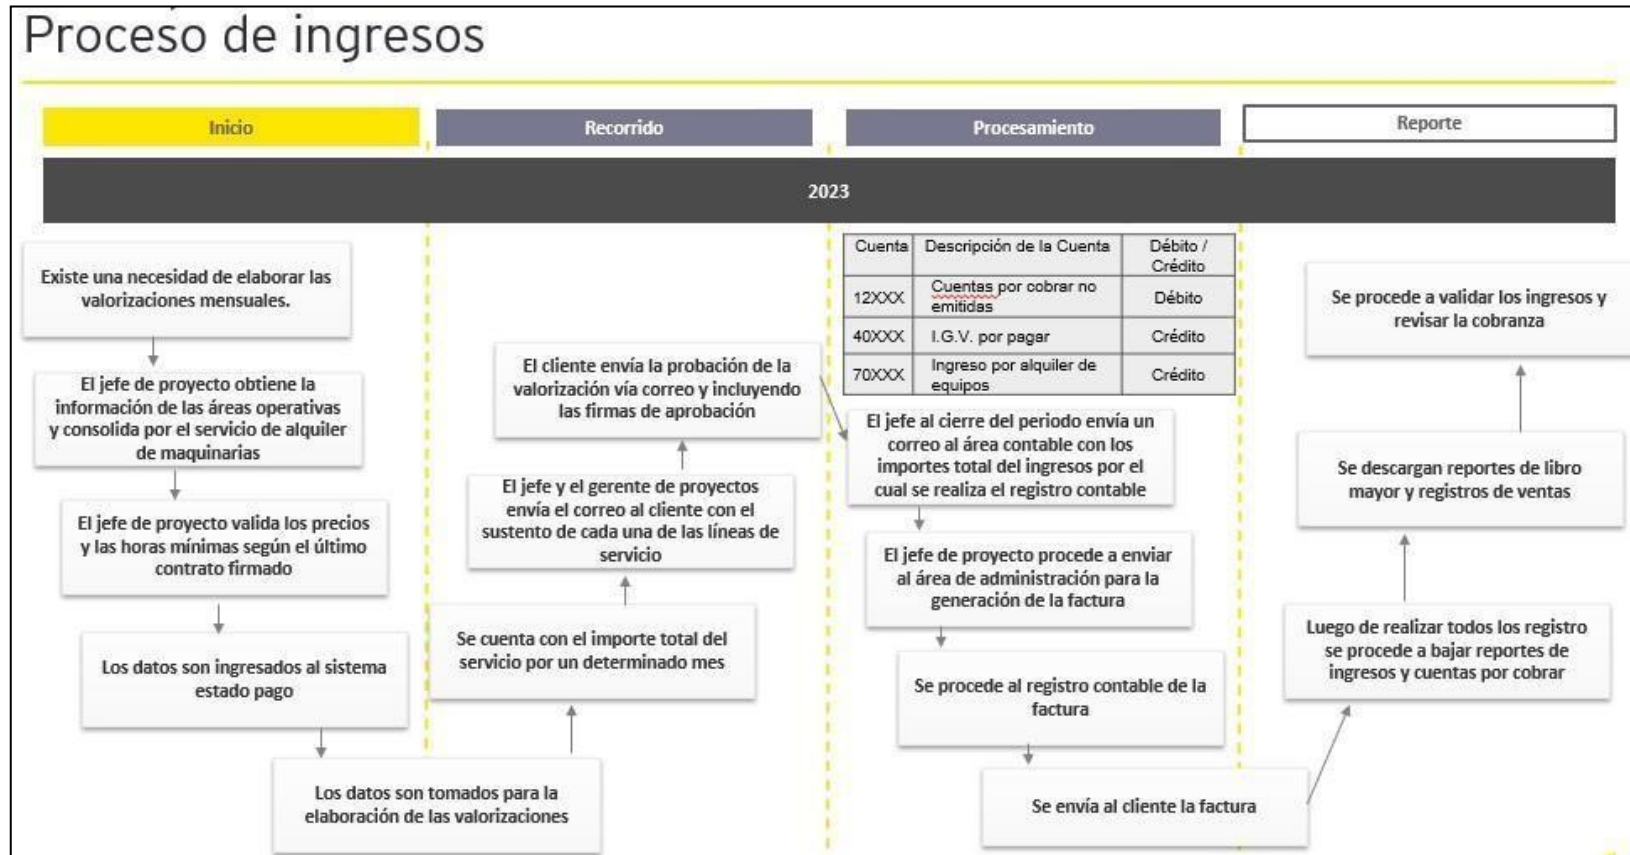 Proceso de ingresos
Inicio
Recorrido
Procesamiento
Reporte
2023
Existe una necesidad de elaborar las
valorizaciones mensuales.
El jefe de proyecto obtiene la
información de las áreas operativas
y consolida por el servicio de alquiler
de maquinarias
El jefe de proyecto valida los precios
y las horas mínimas según el último
contrato firmado
Los datos son ingresados al sistema
estado pago
Los datos son tomados para la
elaboración de las valorizaciones
Se cuenta con el importe total del
servicio por un determinado mes
El jefe y el gerente de proyectos
envía el correo al cliente con el
sustento de cada una de las líneas de
servicio
El cliente envía la probación de la
valorización vía correo y incluyendo
las firmas de aprobación
Cuenta Descripción de la Cuenta Débito /
Crédito
12XXX Cuentas por cobrar no
emitidas Débito
40XXX I.G.V. por pagar Crédito
70XXX Ingreso por alquiler de
equipos Crédito
El jefe al cierre del periodo envía un
correo al área contable con los
importes total del ingresos por el
cual se realiza el registro contable
El jefe de proyecto procede a enviar
al área de administración para la
generación de la factura
Se procede al registro contable de la
factura
Se envía al cliente la factura
Luego de realizar todos los registro
se procede a bajar reportes de
ingresos y cuentas por cobrar
Se descargan reportes de libro
mayor y registros de ventas
Se procede a validar los ingresos y
revisar la cobranza